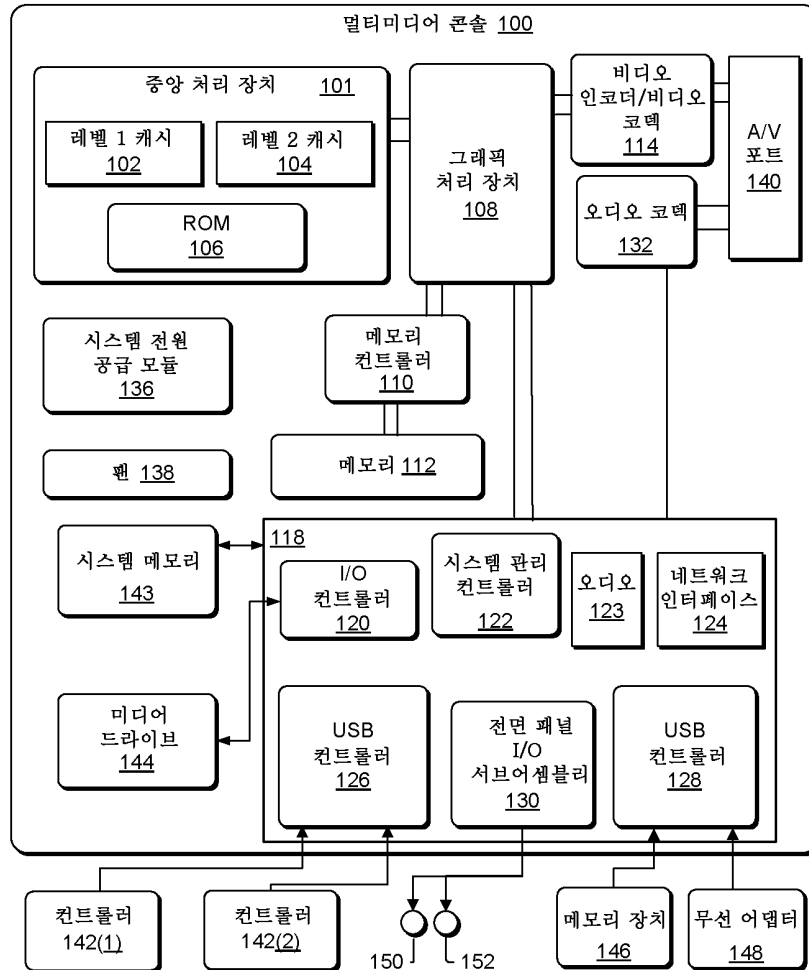 멀티미디어 콘솔 100
중앙 처리 장치 101
레벨 1 캐시
102
레벨 2 캐시
104
ROM
106
그래픽
처리 장치
108
비디오
인코더/비디오
코덱
114
A/V
포트
140
오디오 코덱
132
시스템 전원
공급 모듈
136
메모리
컨트롤러
110
팬 138
메모리 112
시스템 메모리
143
118
I/O
컨트롤러
120
시스템 관리
컨트롤러
122
오디오
123
네트워크
인터페이스
124
미디어
드라이브
144
USB
컨트롤러
126
전면 패널
I/O
서브어셈블리
130
USB
컨트롤러
128
컨트롤러
142(1)
컨트롤러
142(2)
150
152
메모리 장치
146
무선 어댑터
148